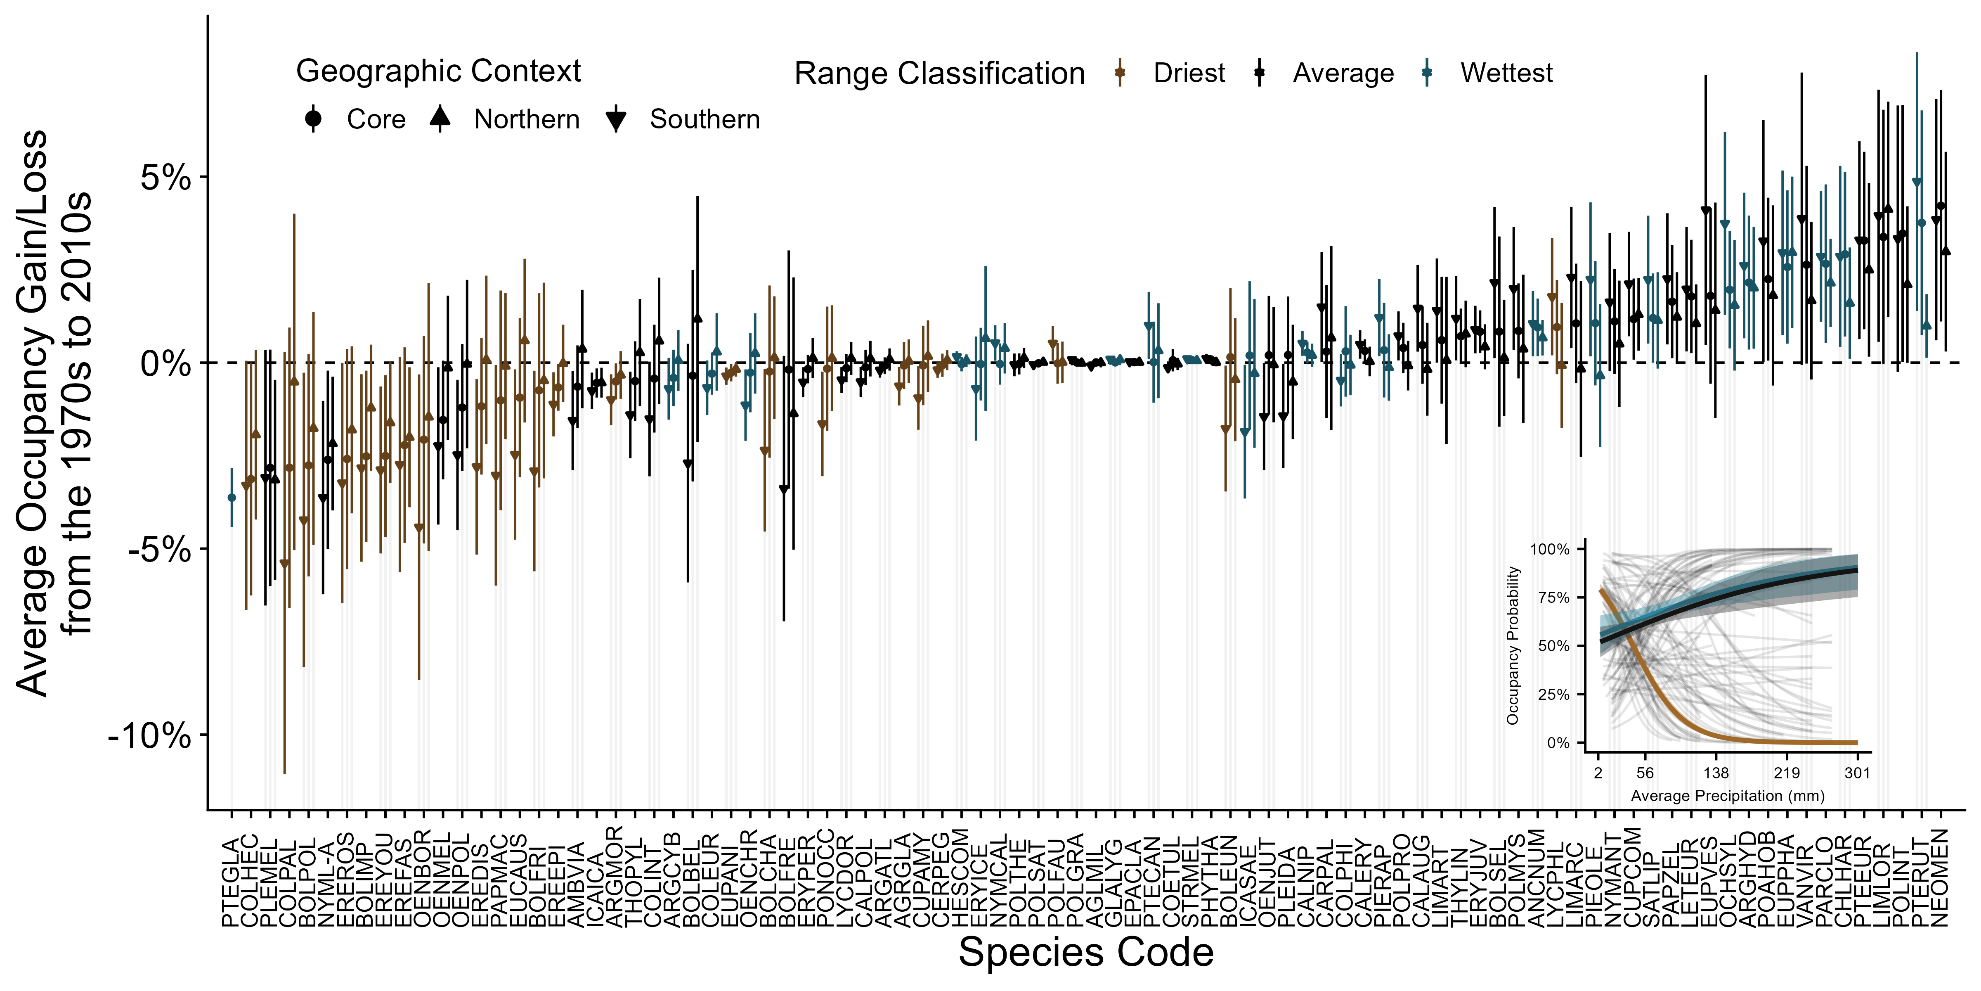 Average Occupancy Gain/Loss
from the 1970s to 2010s
5%
0%
-5%
-10%
Geographic Context
Core Northern Southern
Range Classification Driest Average Wettest
PTEGLA
COLHEC
PLEMEL
COLPAL
BOLPOL
NYML-A
EREROS
BOLIMP
EREYOU
EREFAS
OENBOR
OENMEL
OENPOL
EREDIS
PAPMAC
EUCAUS
BOLFRI
EREEPI
AMBVIA
ICAICA
ARGMOR
THOPYL
COLINT
ARGCYB
BOLBEL
COLEUR
EUPANI
OENCHR
BOLCHA
BOLFRE
ERYPER
PONOCC
LYCDOR
CALPOL
ARGATL
AGRGLA
CUPAMY
CERPEG
HESCOM
ERYICE
NYMCAL
POLTHE
POLSAT
POLFAU
POLGRA
AGLMIL
GLALYG
EPACLA
PTECAN
COETUL
STRMEL
PHYTHA
BOLEUN
ICASAE
OENJUT
PLEIDA
CALNIP
CARPAL
COLPHI
CALERY
PIERAP
POLPRO
CALAUG
LIMART
THYLIN
ERYJUV
BOLSEL
POLMYS
ANCNUM
LYCPHL
LIMARC
PIEOLE
NYMANT
CUPCOM
SATLIP
PAPZEL
LETEUR
EUPVES
OCHSYL
ARGHYD
POAHOB
EUPPHA
VANVIR
PARCLO
CHLHAR
PTEEUR
LIMLOR
POLINT
PTERUT
NEOMEN
Species Code
Occupancy Probability
100%
75%
50%
25%
0%
2 56 138 219 301
Average Precipitation (mm)